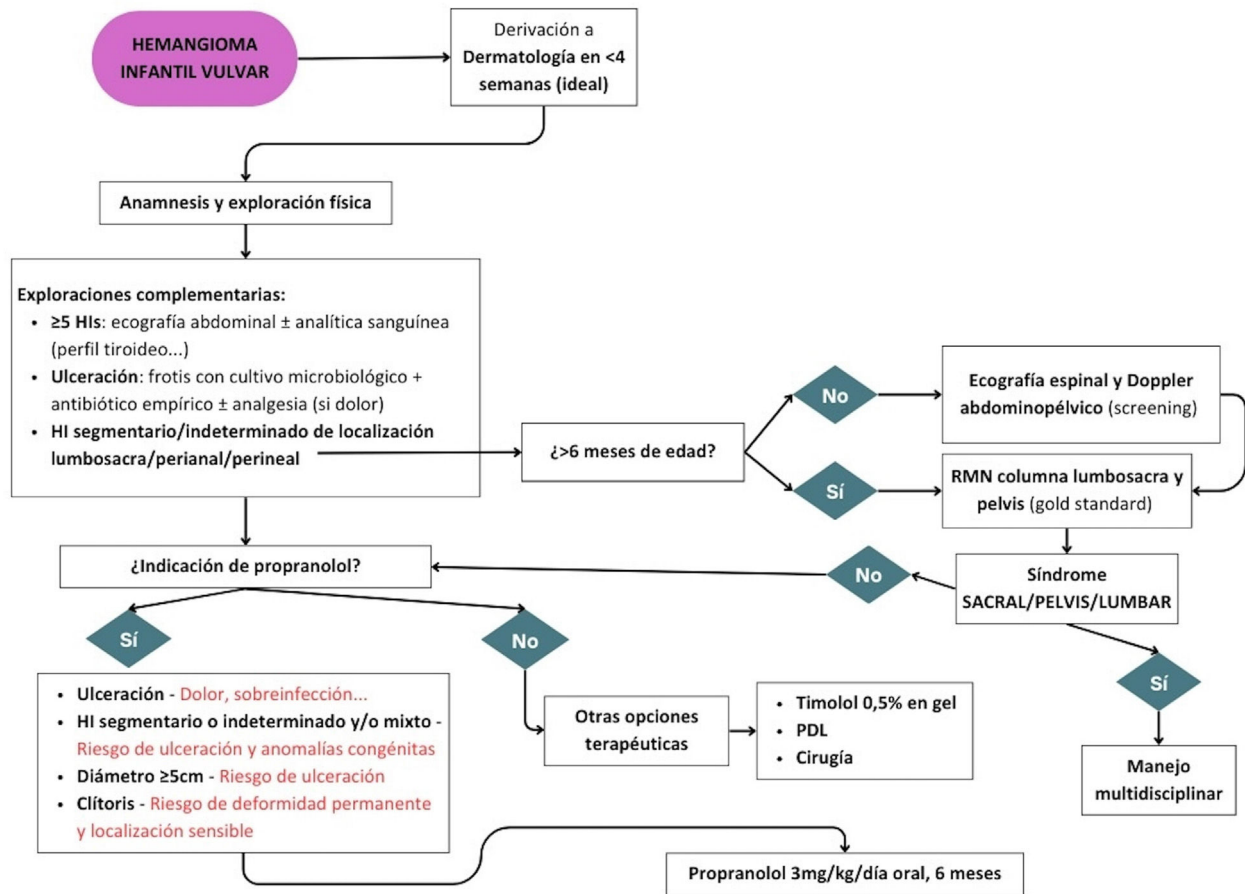 HEMANGIOMA
INFANTIL VULVAR
Derivación a
Dermatología en <4
semanas (ideal)
Anamnesis y exploración física
Exploraciones complementarias:
• ≥5 HIs: ecografía abdominal ± analítica sanguínea
(perfil tiroideo...)
• Ulceración: frotis con cultivo microbiológico +
antibiótico empírico ± analgesia (si dolor)
• HI segmentario/indeterminado de localización
lumbosacra/perianal/perineal
¿>6 meses de edad?
No
Ecografía espinal y Doppler
abdominopélvico (screening)
Sí
RMN columna lumbosacra y
pelvis (gold standard)
Síndrome
SACRAL/PELVIS/LUMBAR
No
Sí
Manejo
multidisciplinar
¿Indicación de propranolol?
Sí
No
• Ulceración - Dolor, sobreinfección...
• HI segmentario o indeterminado y/o mixto -
Riesgo de ulceración y anomalías congénitas
• Diámetro ≥5cm - Riesgo de ulceración
• Clítoris - Riesgo de deformidad permanente
y localización sensible
Otras opciones
terapéuticas
• Timolol 0,5% en gel
• PDL
• Cirugía
Propranolol 3mg/kg/día oral, 6 meses